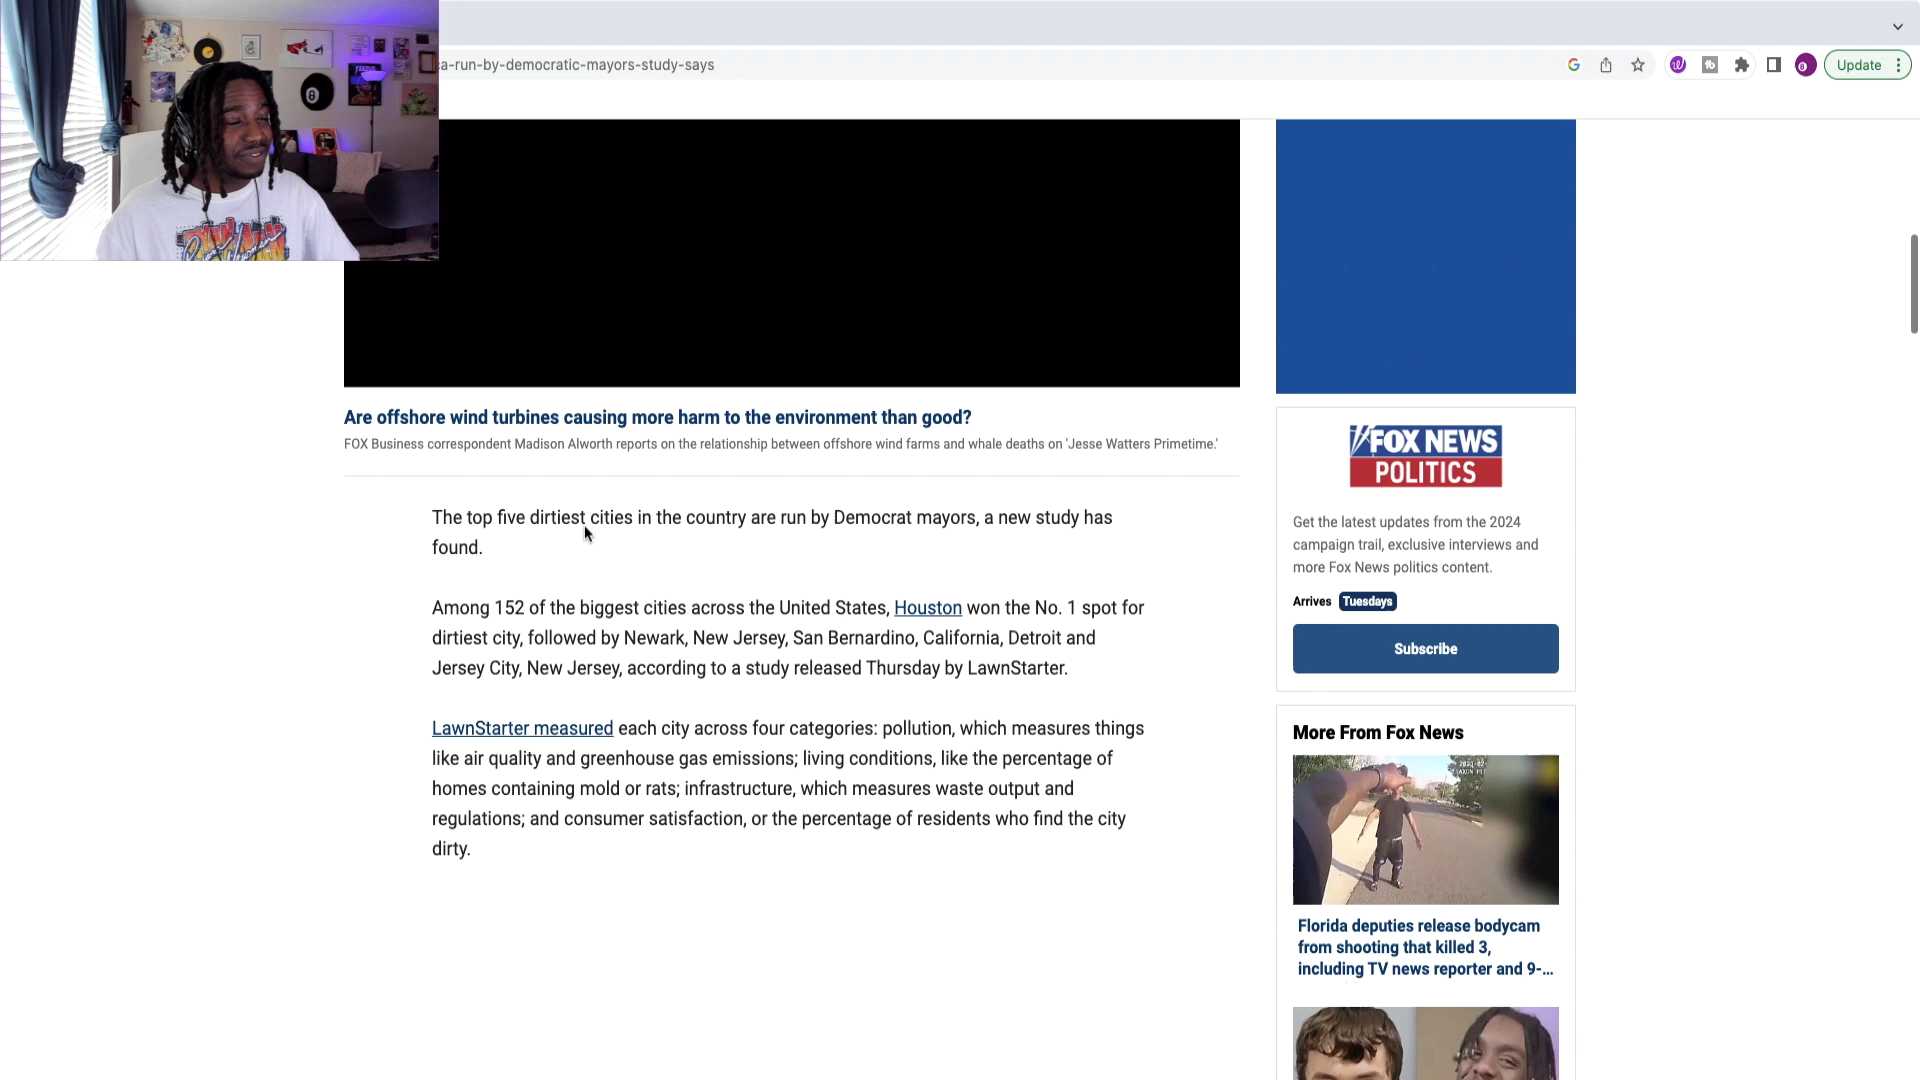 ca-run-by-democratic-mayors-study-says
Update
Are offshore wind turbines causing more harm to the environment than good?
FOX Business correspondent Madison Alworth reports on the relationship between offshore wind farms and whale deaths on 'Jesse Watters Primetime.'
The top five dirtiest cities in the country are run by Democrat mayors, a new study has
found.
Among 152 of the biggest cities across the United States, Houston won the No. 1 spot for
dirtiest city, followed by Newark, New Jersey, San Bernardino, California, Detroit and
Jersey City, New Jersey, according to a study released Thursday by LawnStarter.
LawnStarter measured each city across four categories: pollution, which measures things
like air quality and greenhouse gas emissions; living conditions, like the percentage of
homes containing mold or rats; infrastructure, which measures waste output and
regulations; and consumer satisfaction, or the percentage of residents who find the city
dirty.
FOX NEWS
POLITICS
Get the latest updates from the 2024
campaign trail, exclusive interviews and
more Fox News politics content.
Arrives Tuesdays
Subscribe
More From Fox News
Florida deputies release bodycam
from shooting that killed 3,
including TV news reporter and 9-...